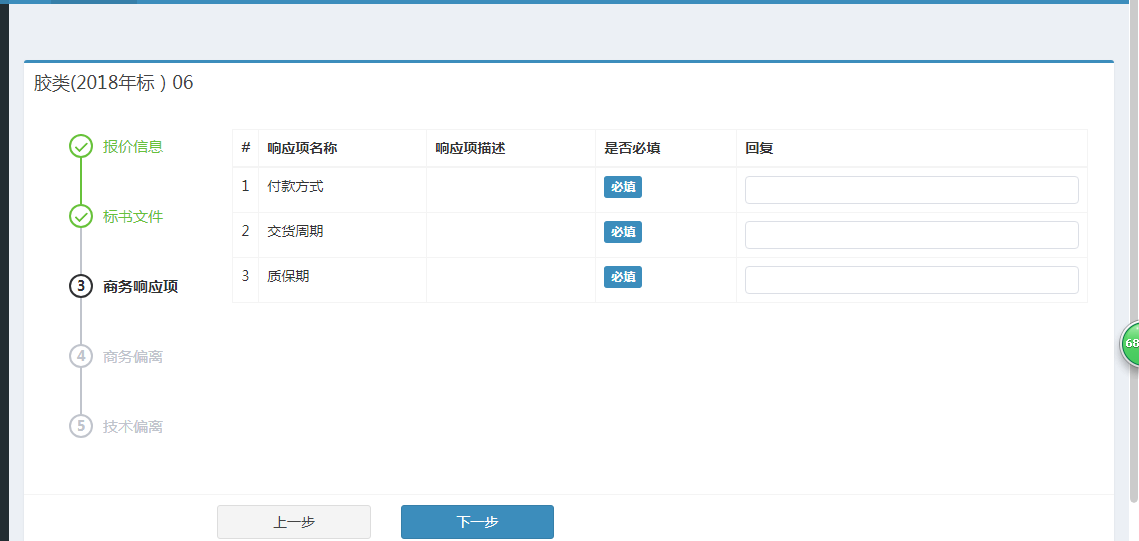 胶类(2018年标）06
报价信息
标书文件
3 商务响应项
4 商务偏离
5 技术偏离
# 响应项名称 响应项描述 是否必填 回复
1 付款方式 必填
2 交货周期 必填
3 质保期 必填
上一步 下一步
68